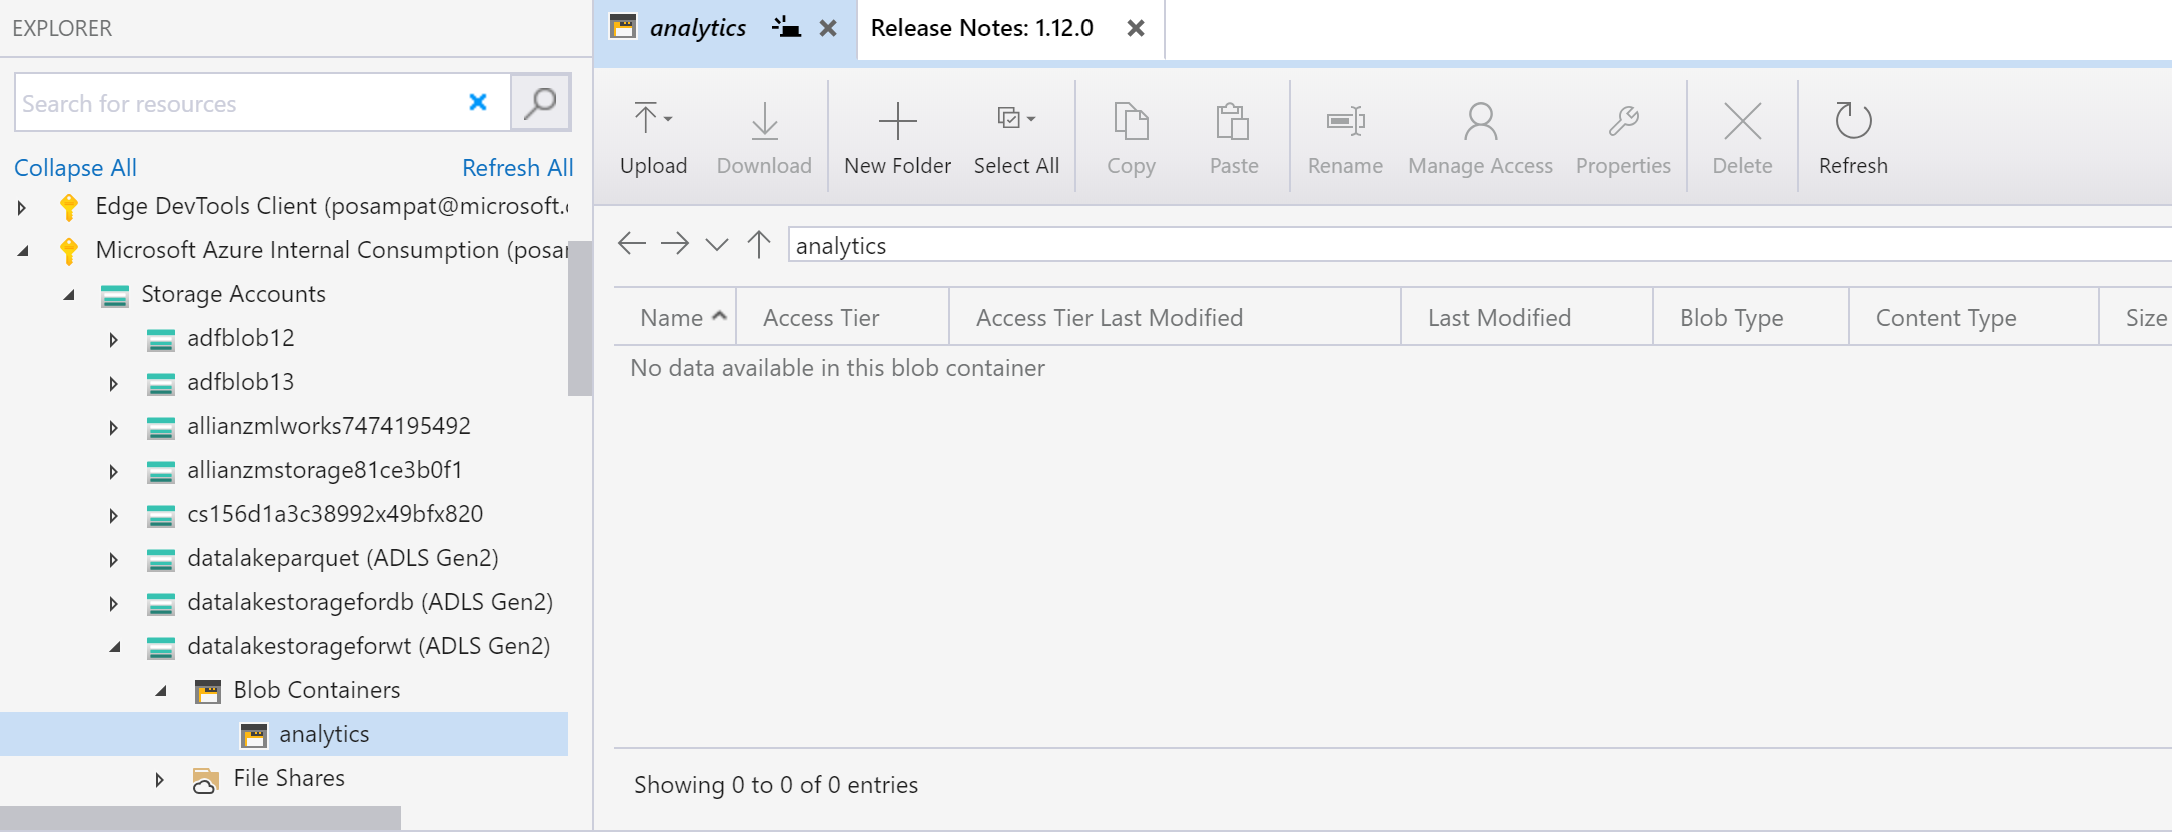 EXPLORER
Search for resources
Collapse All
Refresh All
Edge DevTools Client (posampat@microsoft.c
Microsoft Azure Internal Consumption (posa
Storage Accounts
adfblob12
adfblob13
allianzmlworks7474195492
allianzmstorage81ce3b0f1
cs156d1a3c38992x49bfx820
datalakeparquet (ADLS Gen2)
datalakestoragefordb (ADLS Gen2)
datalakestorageforwt (ADLS Gen2)
Blob Containers
analytics
File Shares
analytics
Release Notes: 1.12.0
Upload
Download
New Folder
Select All
Copy
Paste
Rename
Manage Access
Properties
Delete
Refresh
analytics
Name
Access Tier
Access Tier Last Modified
Last Modified
Blob Type
Content Type
Size
No data available in this blob container
Showing 0 to 0 of 0 entries